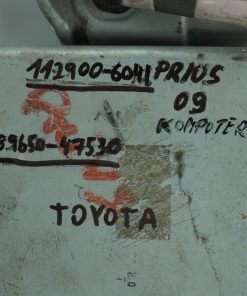 112900-6041 PRIUS
09
KOMPUTER
89650-47530
TOYOTA